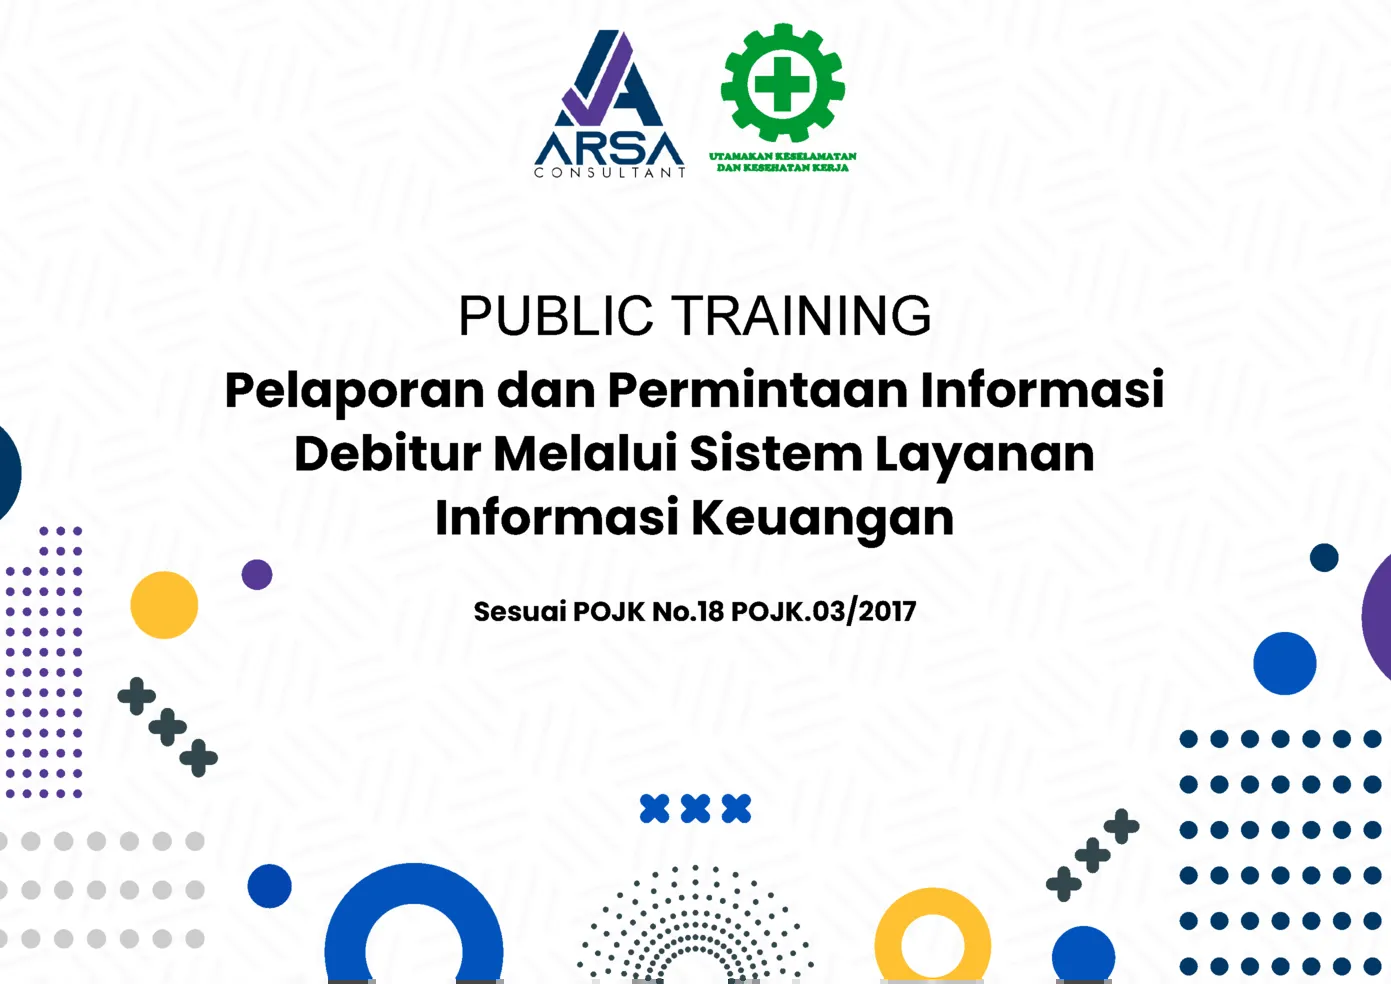 ARSA
CONSULTANT
UTAMAKAN KESELAMATAN
DAN KESEHATAN KERJA
PUBLIC TRAINING
Pelaporan dan Permintaan Informasi
Debitur Melalui Sistem Layanan
Informasi Keuangan
Sesuai POJK No.18 POJK.03/2017